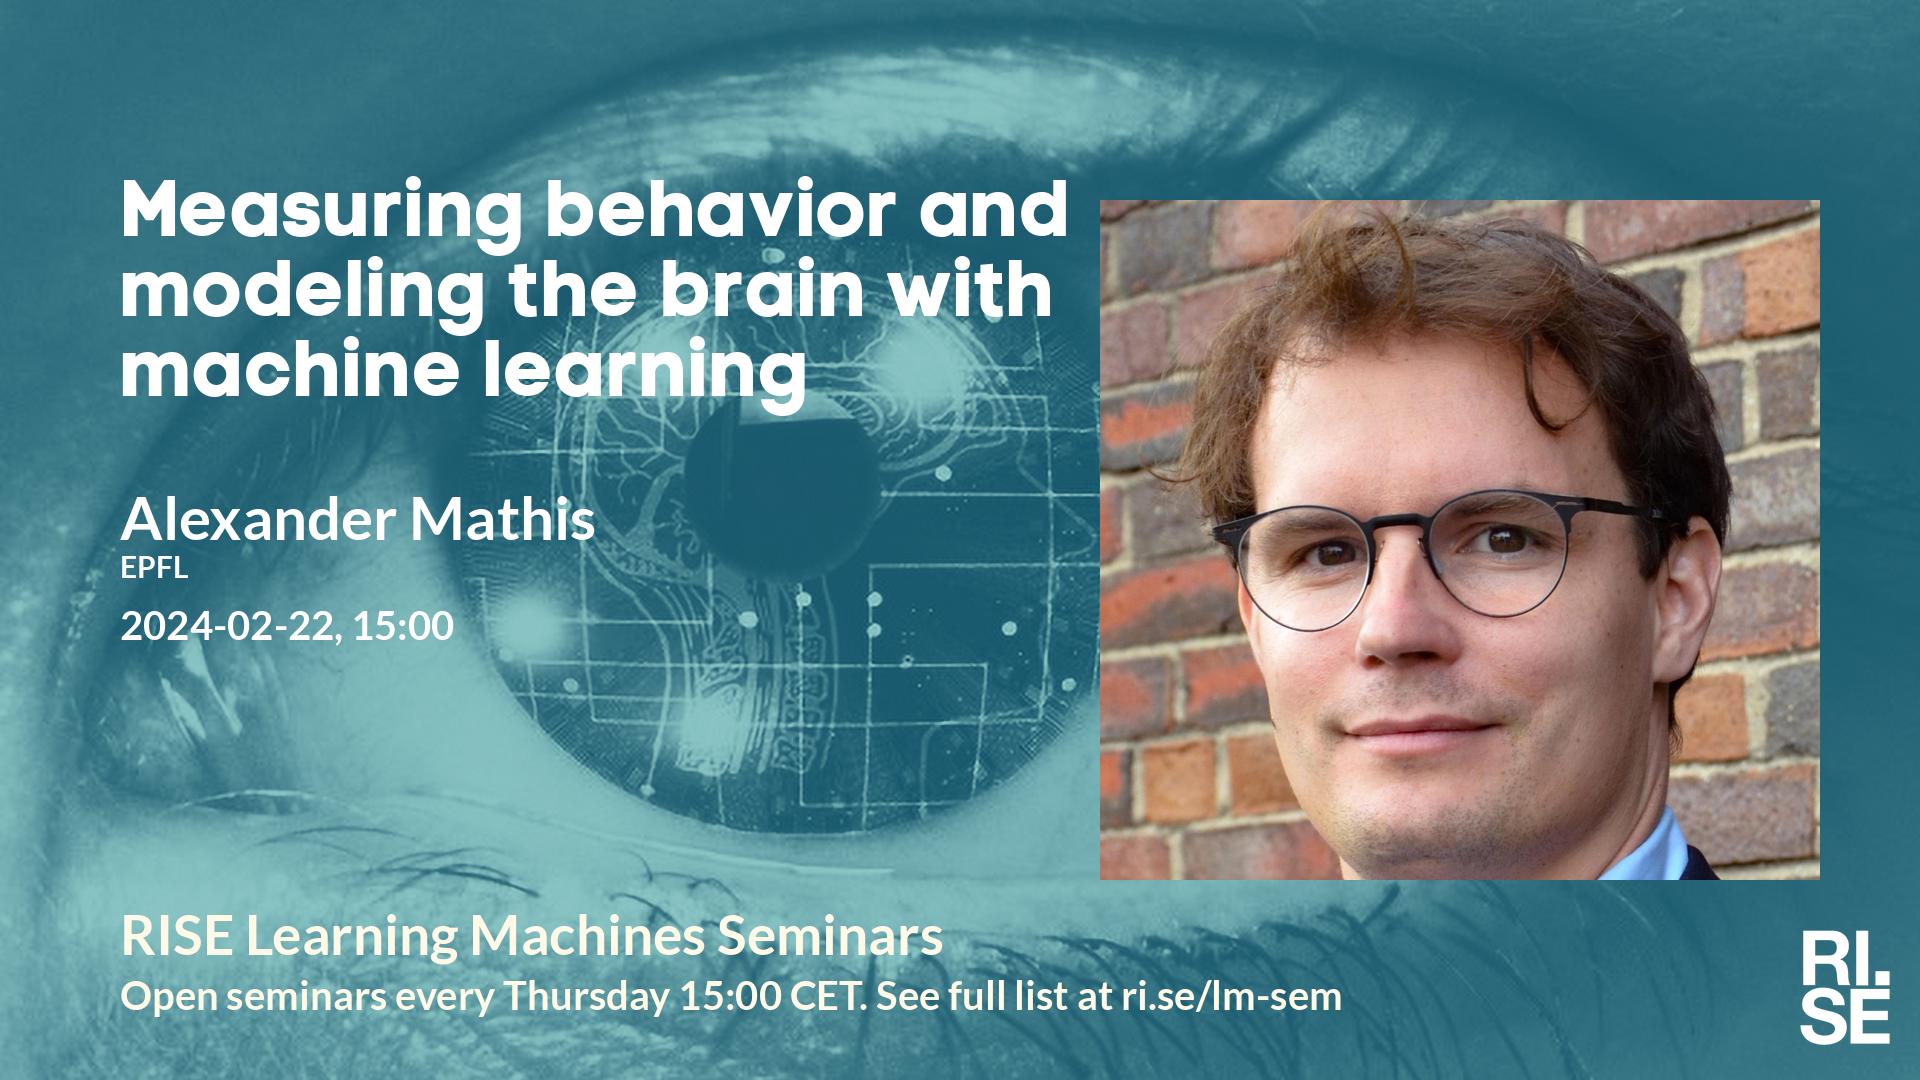 Measuring behavior and
modeling the brain with
machine learning
Alexander Mathis
EPFL
2024-02-22, 15:00
RISE Learning Machines Seminars
Open seminars every Thursday 15:00 CET. See full list at ri.se/lm-sem
RI.
SE